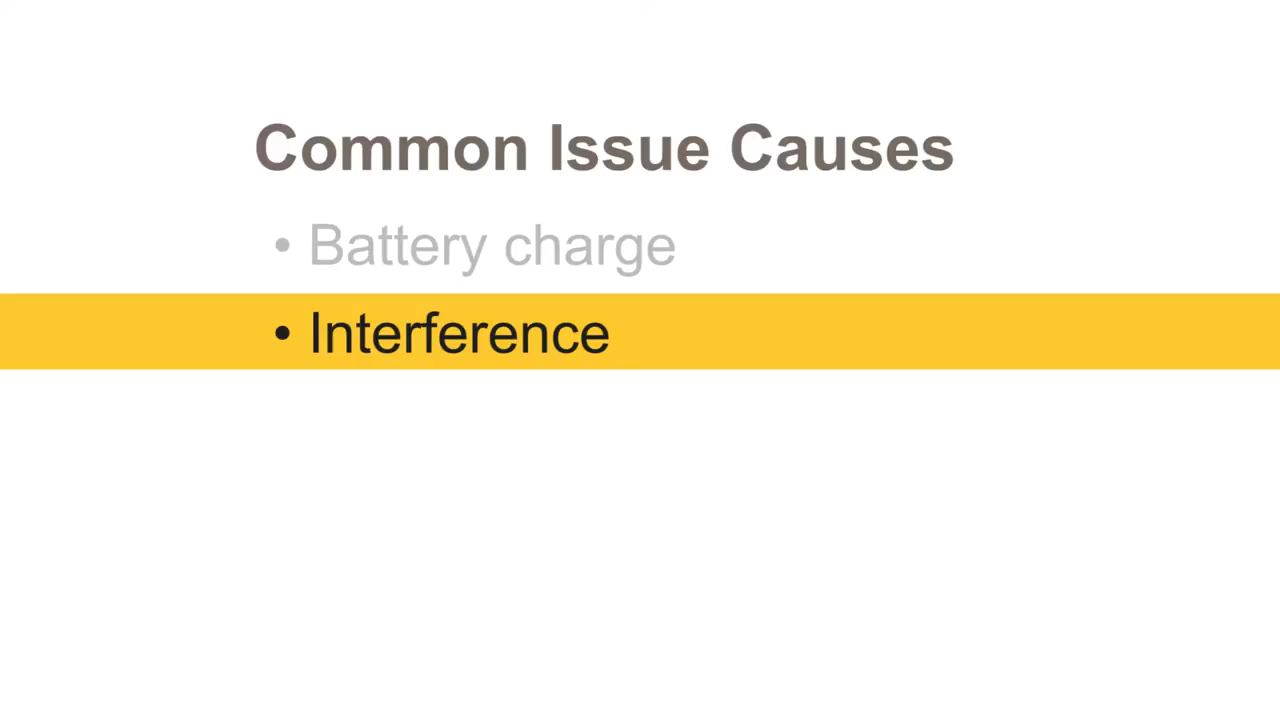 Common Issue Causes
• Battery charge
• Interference